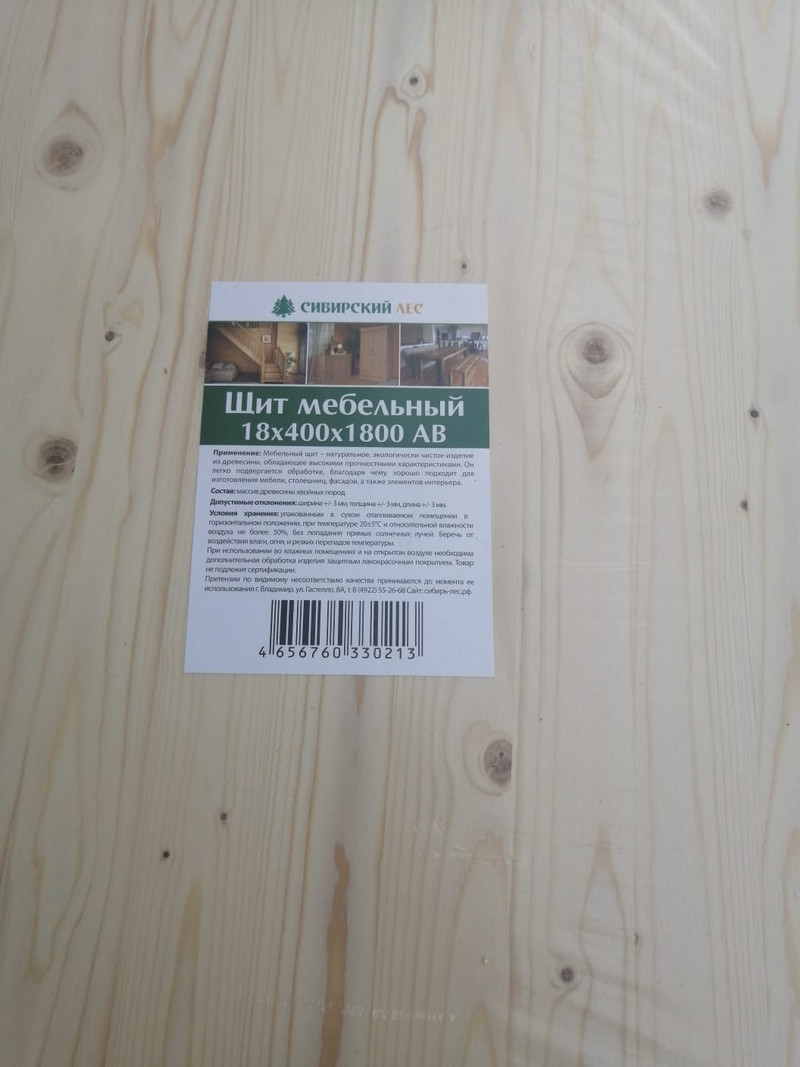 СИБИРСКИЙ ЛЕС
Щит мебельный
18х400х1800 АВ
Применение: Мебельный щит – натуральное, экологически чистое изделие
из древесины, обладающее высокими прочностными характеристиками. Он
легко подвергается обработке, благодаря чему, хорошо подходит для
изготовления мебели, столешниц, фасадов, а также элементов интерьера.
Состав: массив древесины хвойных пород.
Допустимые отклонения: ширина +/- 3 мм, толщина +/- 3 мм, длина +/- 3 мм.
Условия хранения: упакованным в сухом отапливаемом помещении в
горизонтальном положении, при температуре 20±5°С и относительной влажности
воздуха не более 50%, без попадания прямых солнечных лучей. Беречь от
воздействия влаги, огня, и резких перепадов температуры.
При использовании во влажных помещениях и на открытом воздухе необходима
дополнительная обработка изделия защитным лакокрасочным покрытием. Товар
не подлежит сертификации.
Претензии по видимому несоответствию качества принимаются до момента ее
использования г. Владимир, ул. Гастелло, 8А, т: 8 (4922) 55-26-68 Сайт: сибирь-лес.рф
4 656760 330213